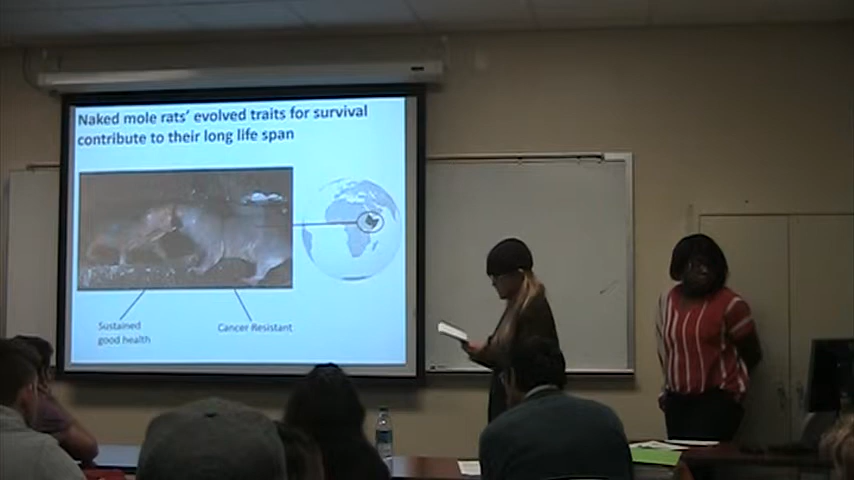 Naked mole rats' evolved traits for survival
contribute to their long life span
Sustained
good health
Cancer Resistant